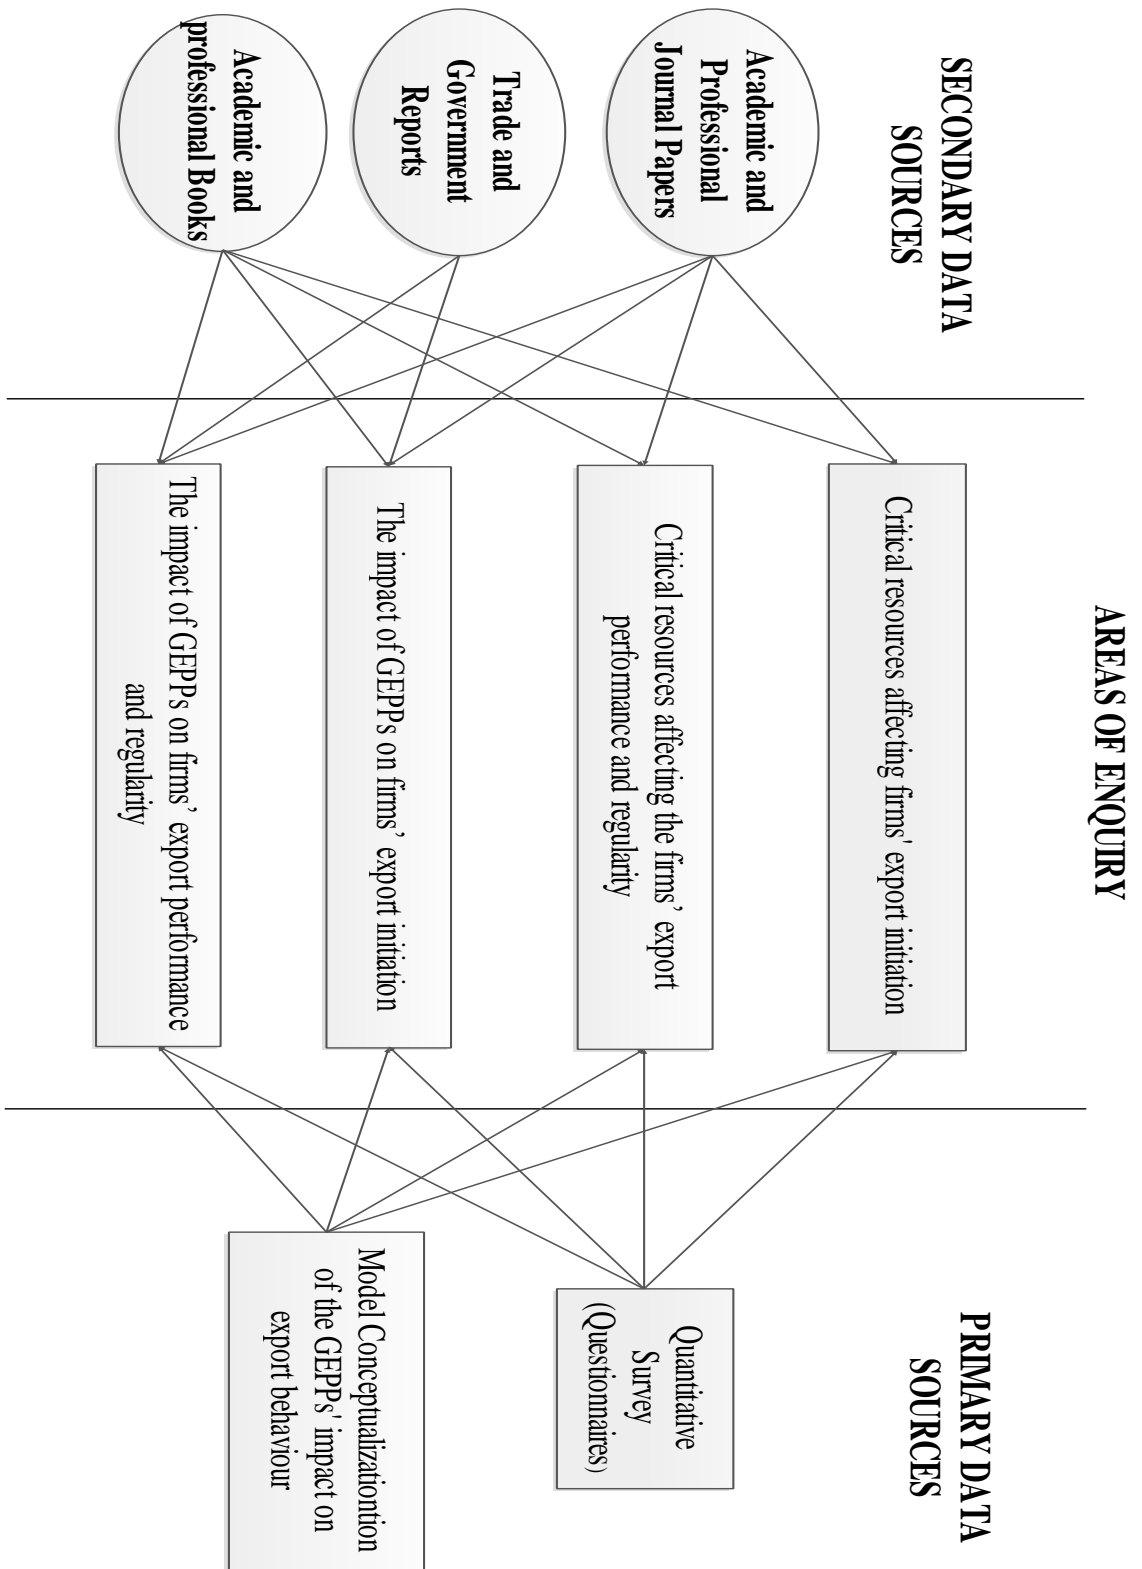 SECONDARY DATA
SOURCES
AREAS OF ENQUIRY
PRIMARY DATA
SOURCES
Academic and
Professional
Journal Papers
Trade and
Government
Reports
Academic and
professional Books
Critical resources affecting firms' export initiation
Critical resources affecting the firms’ export
performance and regularity
The impact of GEPPs on firms’ export initiation
The impact of GEPPs on firms’ export performance
and regularity
Quantitative
Survey
(Questionnaires)
Model Conceptualizationtion
of the GEPPs' impact on
export behaviour